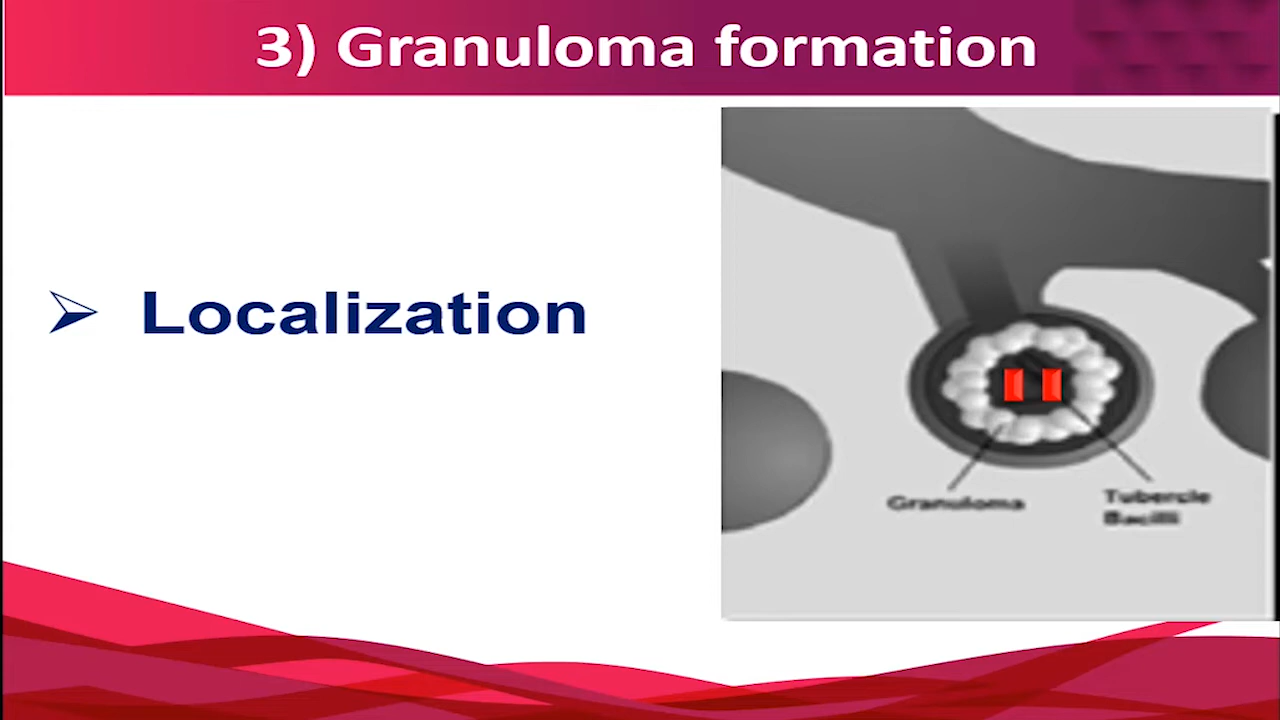 3) Granuloma formation
Localization
Granuloma
Tubercle
Bacilli